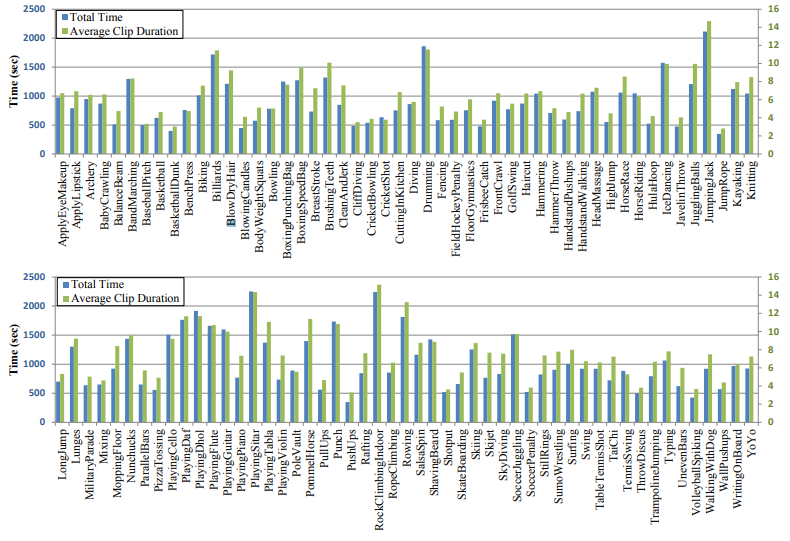 Total Time
Average Clip Duration
Time (sec)
2500
2000
1500
1000
500
0
16
14
12
10
8
6
4
2
0
ApplyEyeMakeup
ApplyLipstick
Archery
BabyCrawling
BalanceBeam
BandMarching
BaseballPitch
Basketball
BasketballDunk
BenchPress
Biking
Billiards
BlowDryHair
BlowingCandles
BodyWeightSquats
Bowling
BoxingPunchingBag
BoxingSpeedBag
BreastStroke
BrushingTeeth
CleanAndJerk
CliffDiving
CricketBowling
CricketShot
CuttingInKitchen
Diving
Drumming
Fencing
FieldHockeyPenalty
FloorGymnastics
FrisbeeCatch
FrontCrawl
GolfSwing
Haircut
Hammering
HammerThrow
HandstandPushups
HandstandWalking
HeadMassage
HighJump
HorseRace
HorseRiding
HulaHoop
IceDancing
JavelinThrow
JugglingBalls
JumpingJack
JumpRope
Kayaking
Knitting
Total Time
Average Clip Duration
Time (sec)
2500
2000
1500
1000
500
0
16
14
12
10
8
6
4
2
0
LongJump
Lunges
MilitaryParade
Mixing
MoppingFloor
Nunchucks
ParallelBars
PizzaTossing
PlayingCello
PlayingDaf
PlayingDhol
PlayingFlute
PlayingGuitar
PlayingPiano
PlayingSitar
PlayingTabla
PlayingViolin
PoleVault
PommelHorse
PullUps
Punch
PushUps
Rafting
RockClimbingIndoor
RopeClimbing
Rowing
SalsaSpin
ShavingBeard
Shotput
SkateBoarding
Skiing
Skijet
SkyDiving
SoccerJuggling
SoccerPenalty
StillRings
SumoWrestling
Surfing
Swing
TableTennisShot
TaiChi
TennisSwing
ThrowDiscus
TrampolineJumping
Typing
UnevenBars
VolleyballSpiking
WalkingWithDog
WallPushups
WritingOnBoard
YoYo